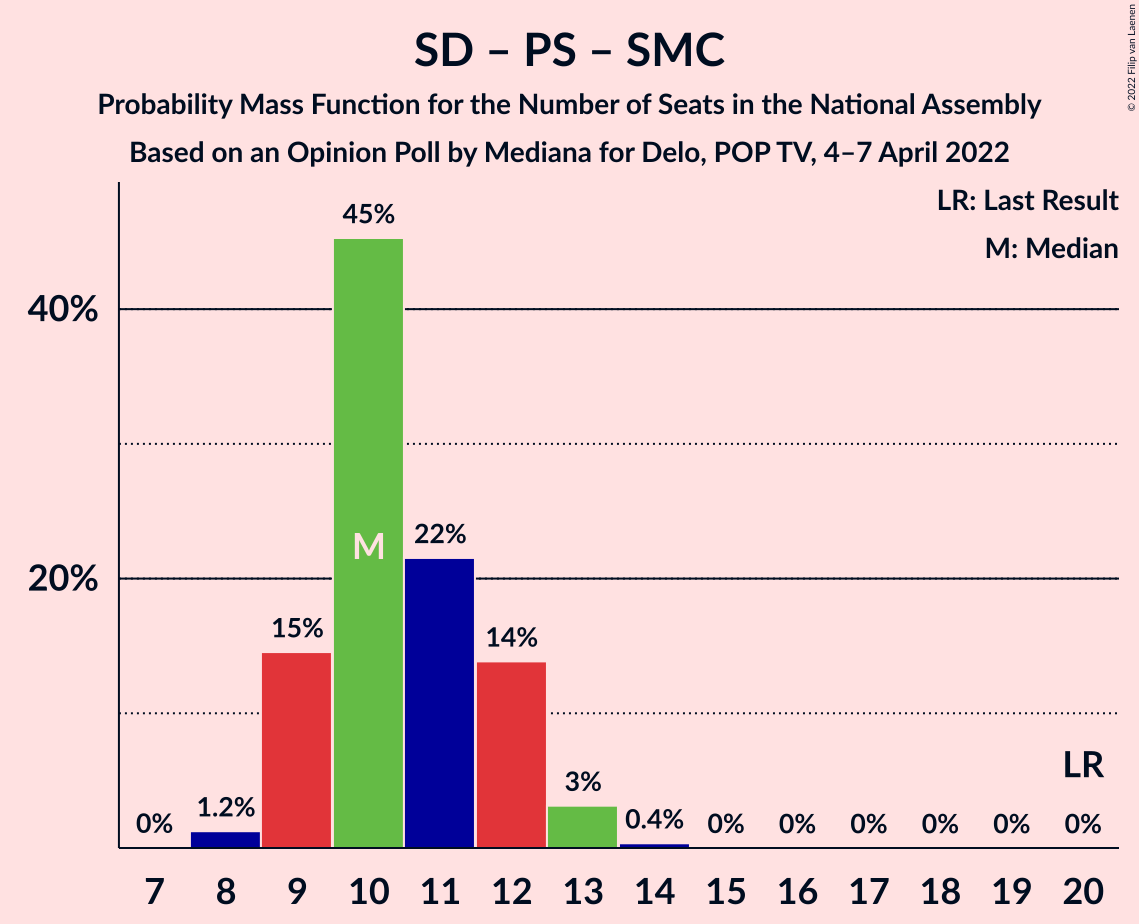 SD – PS – SMC
Probability Mass Function for the Number of Seats in the National Assembly
Based on an Opinion Poll by Mediana for Delo, POP TV, 4–7 April 2022
© 2022 Filip van Laenen
LR: Last Result
M: Median
45%
40%
M
22%
20%
15%
14%
LR
3%
1.2%
0.4%
0%
0% 0% 0% 0% 0% 0%
7 8 9 10 11 12 13 14 15 16 17 18 19 20